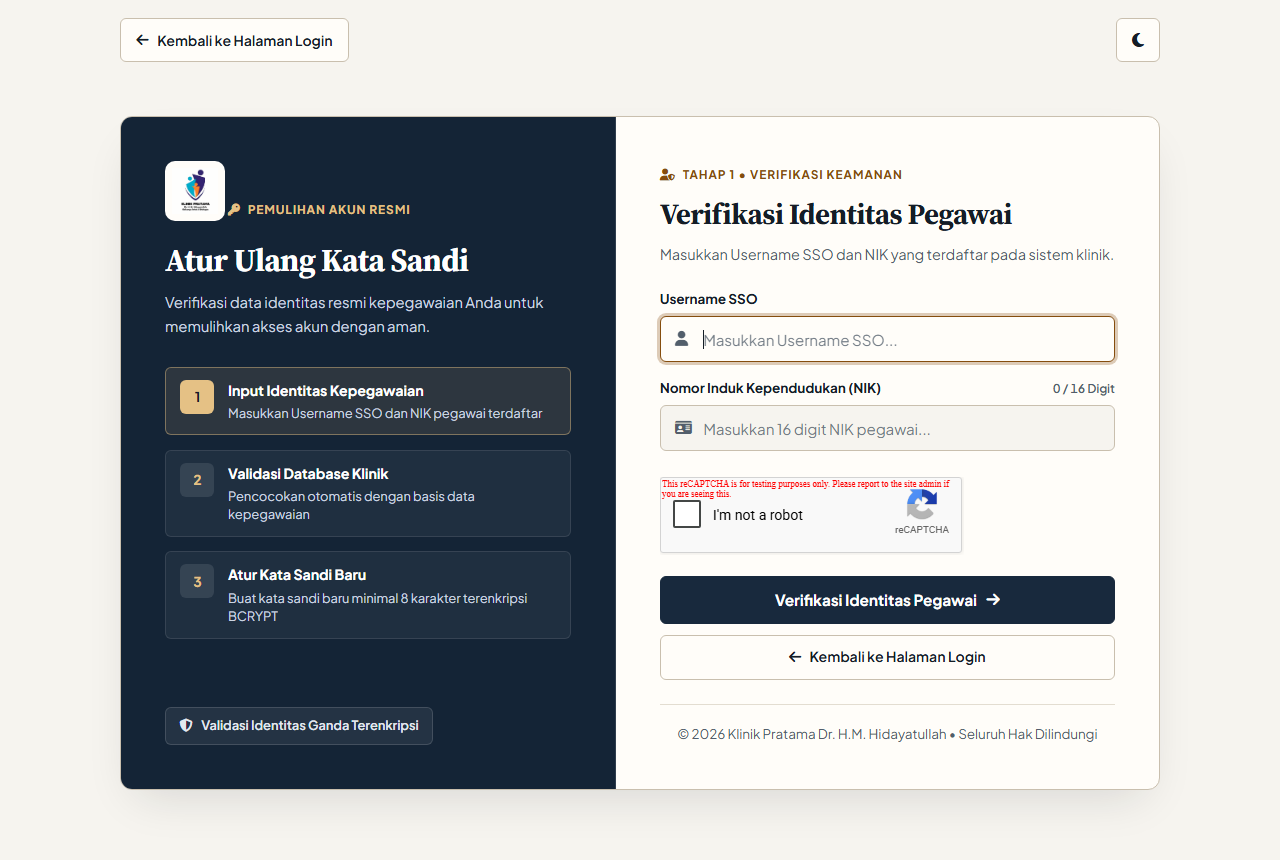 Kembali ke Halaman Login
PEMULIHAN AKUN RESMI
Atur Ulang Kata Sandi
Verifikasi data identitas resmi kepegawaian Anda untuk
memulihkan akses akun dengan aman.
1
Input Identitas Kepegawaian
Masukkan Username SSO dan NIK pegawai terdaftar
2
Validasi Database Klinik
Pencocokan otomatis dengan basis data
kepegawaian
3
Atur Kata Sandi Baru
Buat kata sandi baru minimal 8 karakter terenkripsi
BCRYPT
Validasi Identitas Ganda Terenkripsi
TAHAP 1 • VERIFIKASI KEAMANAN
Verifikasi Identitas Pegawai
Masukkan Username SSO dan NIK yang terdaftar pada sistem klinik.
Username SSO
Masukkan Username SSO...
Nomor Induk Kependudukan (NIK)
0 / 16 Digit
Masukkan 16 digit NIK pegawai...
This reCAPTCHA is for testing purposes only. Please report to the site admin if
you are seeing this.
I'm not a robot
reCAPTCHA
Verifikasi Identitas Pegawai
Kembali ke Halaman Login
© 2026 Klinik Pratama Dr. H.M. Hidayatullah • Seluruh Hak Dilindungi